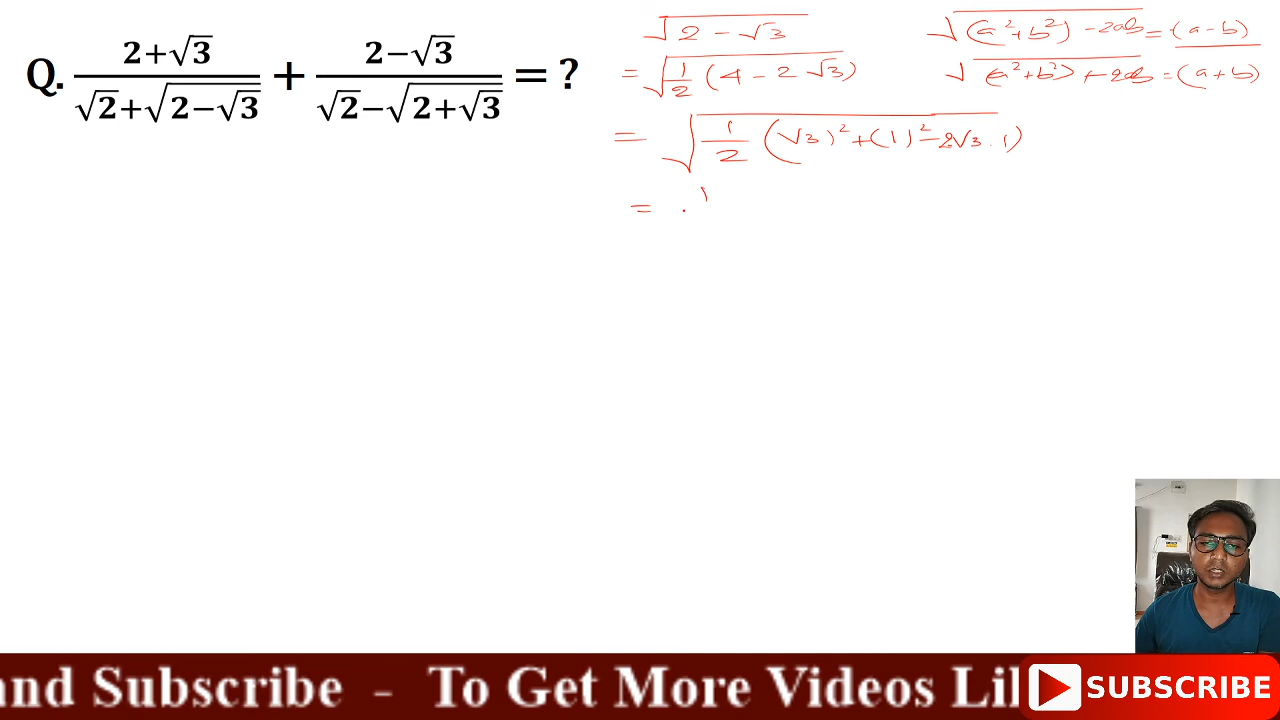 Q. (2+√3)/(√2+√(2−√3)) + (2−√3)/(√2−√(2+√3)) = ?
√(2 - √3)
= √(1/2 (4 - 2√3))
= √(1/2 (√3)² + (1)² - 2√3 . 1)
=
√((a² + b²) - 2ab) = (a - b)
√((a² + b²) + 2ab) = (a + b)
and Subscribe - To Get More Videos Li
SUBSCRIBE